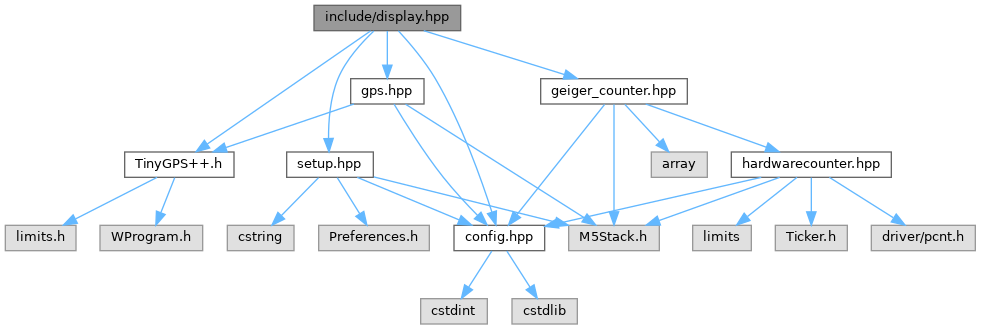 include/display.hpp
gps.hpp
geiger_counter.hpp
TinyGPS++.h
setup.hpp
array
hardwarecounter.hpp
limits.h
WProgram.h
cstring
Preferences.h
config.hpp
M5Stack.h
limits
Ticker.h
driver/pcnt.h
cstdint
cstdlib